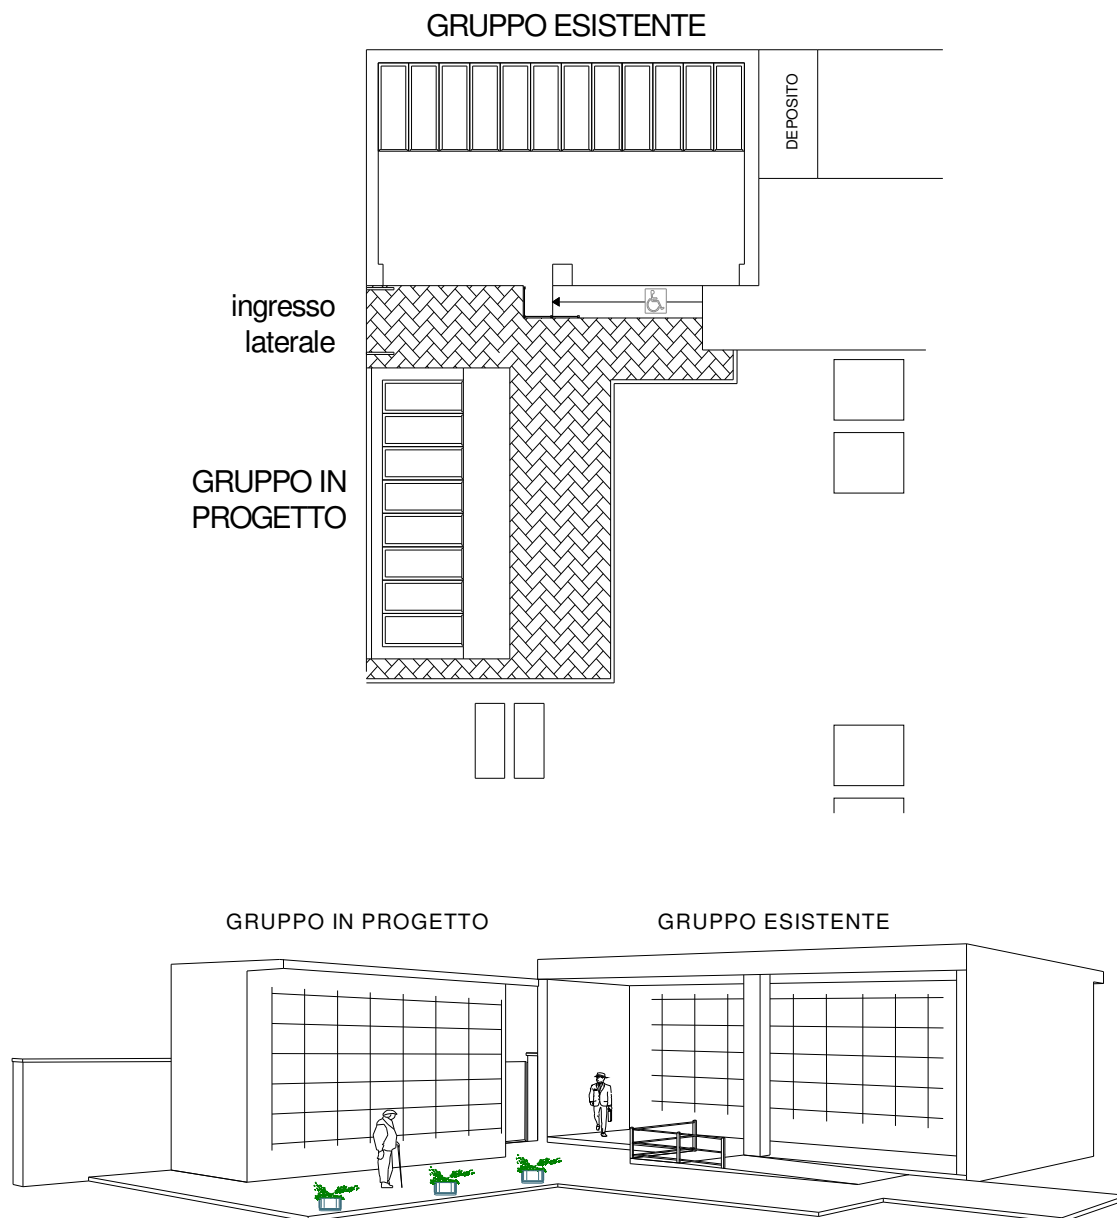 GRUPPO ESISTENTE
DEPOSITO
ingresso
laterale
GRUPPO IN
PROGETTO
GRUPPO IN PROGETTO
GRUPPO ESISTENTE